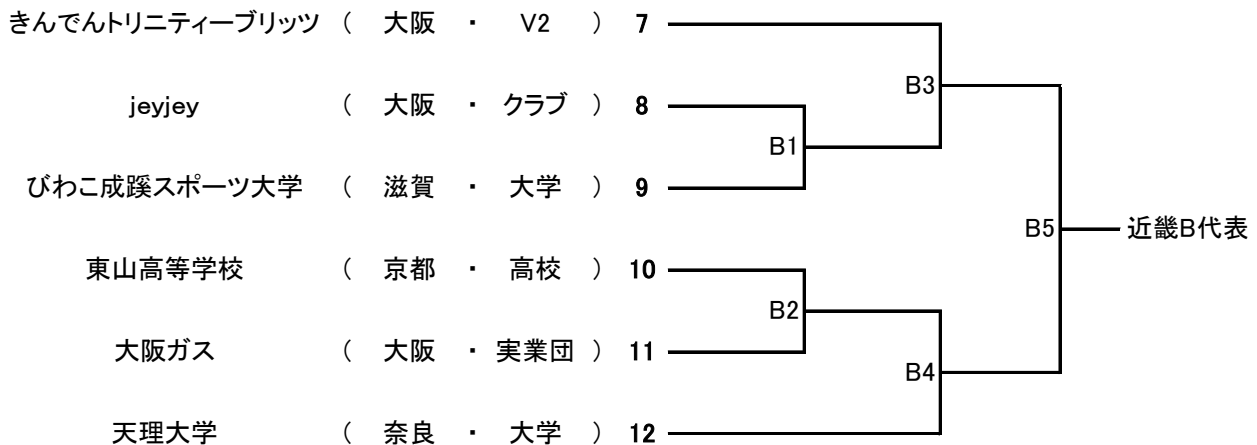 きんでんトリニティーブリッツ ( 大阪 ・ V2 ) 7
B3
jeyjey ( 大阪 ・ クラブ ) 8
B1
びわこ成蹊スポーツ大学 ( 滋賀 ・ 大学 ) 9
B5 近畿B代表
東山高等学校 ( 京都 ・ 高校 ) 10
B2
大阪ガス ( 大阪 ・ 実業団 ) 11
B4
天理大学 ( 奈良 ・ 大学 ) 12